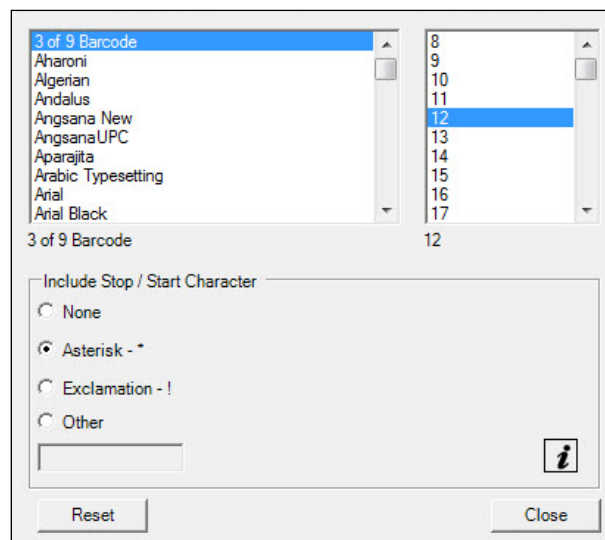 3 of 9 Barcode
Aharoni
Algerian
Andalus
Angsana New
AngsanaUPC
Aparajita
Arabic Typesetting
Arial
Arial Black
8
9
10
11
12
13
14
15
16
17
3 of 9 Barcode
12
Include Stop / Start Character
None
Asterisk - *
Exclamation - !
Other
i
Reset
Close